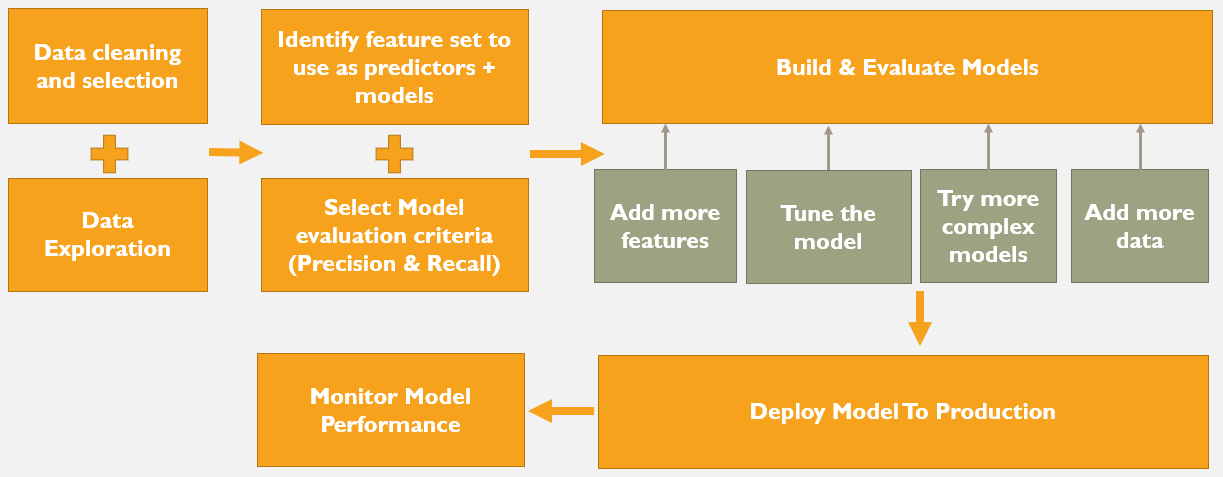 Data cleaning
and selection
Data
Exploration
Identify feature set to
use as predictors +
models
Select Model
evaluation criteria
(Precision & Recall)
Build & Evaluate Models
Add more
features
Tune the
model
Try more
complex
models
Add more
data
Deploy Model To Production
Monitor Model
Performance